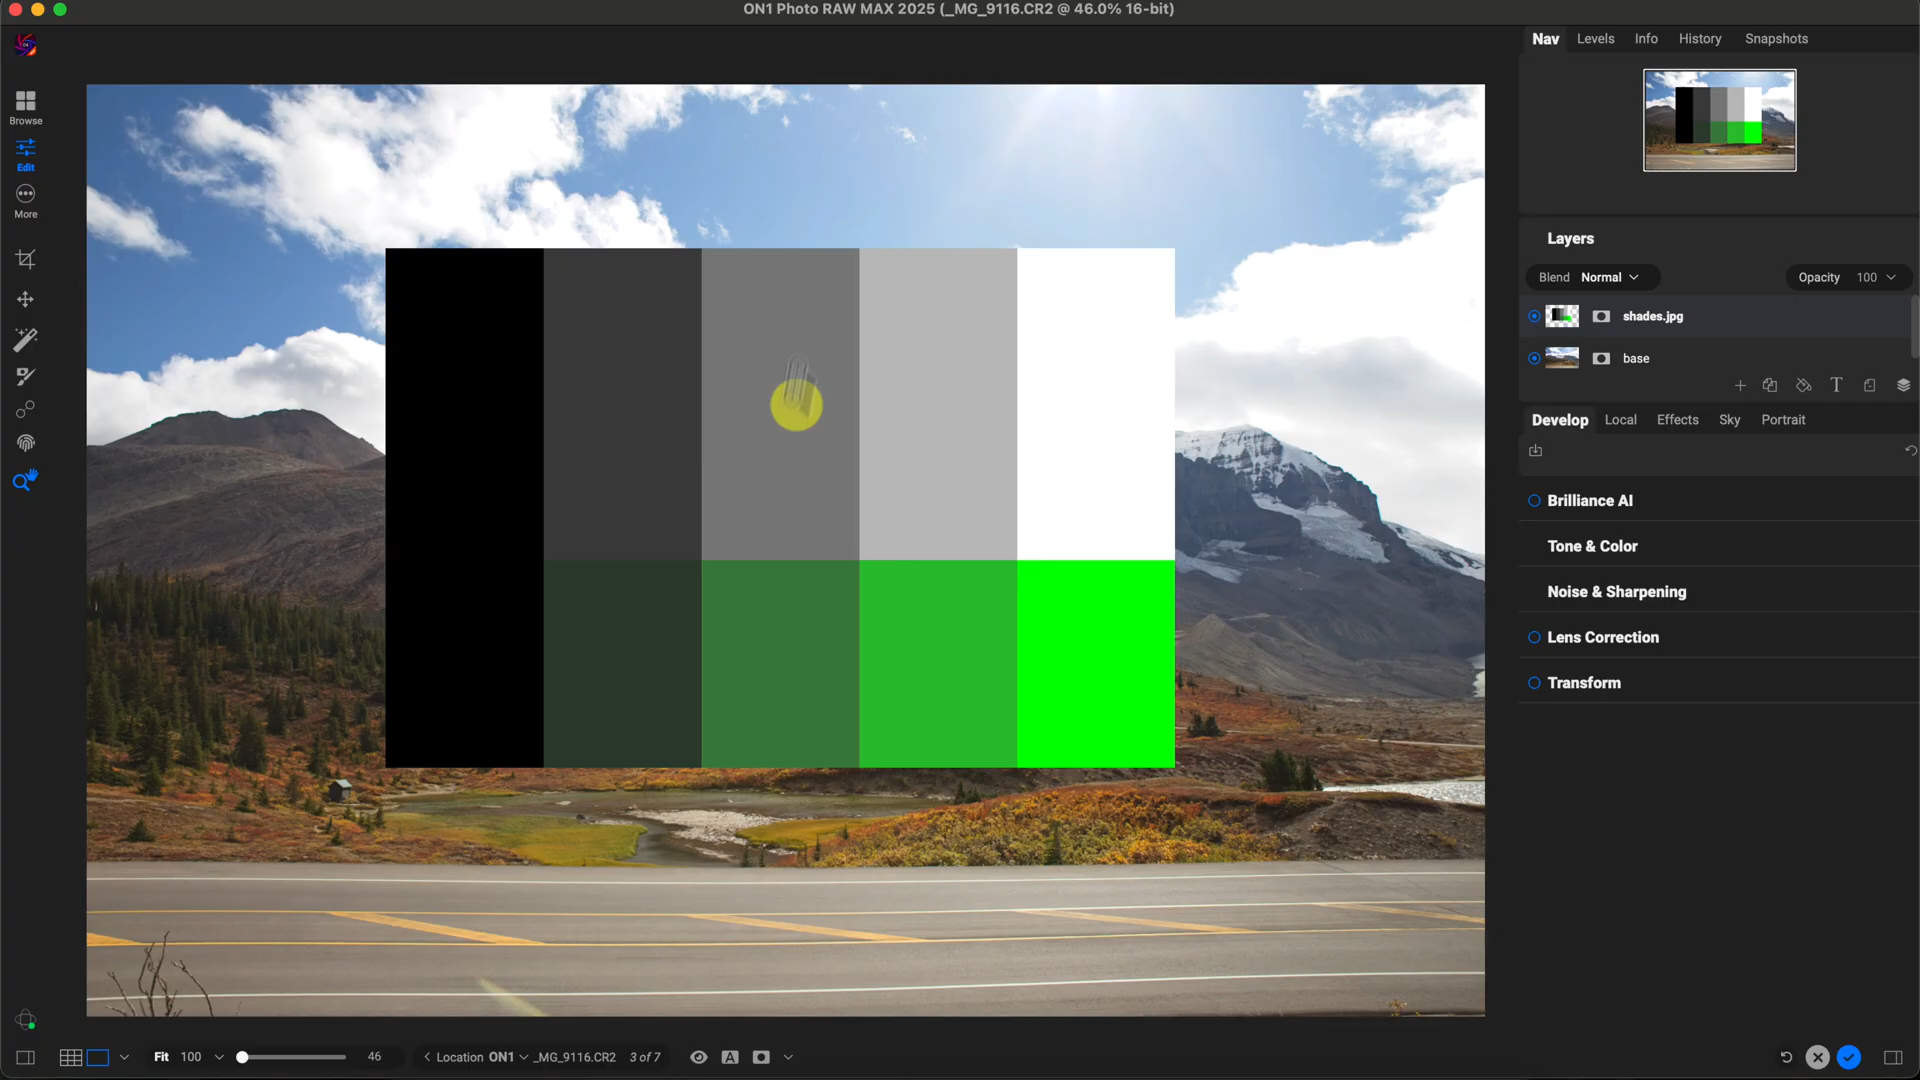 ON1 Photo RAW MAX 2025 (_MG_9116.CR2 @ 46.0% 16-bit)
Browse
Edit
More
Nav Levels Info History Snapshots
Layers
Blend Normal Opacity 100
shades.jpg
base
T
Develop Local Effects Sky Portrait
Brilliance AI
Tone & Color
Noise & Sharpening
Lens Correction
Transform
Fit 100 46 Location ON1 _MG_9116.CR2 3 of 7 A